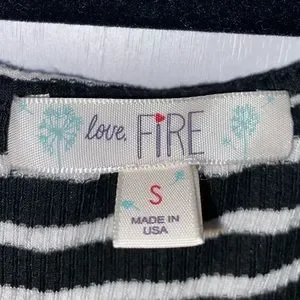 love, FiRE
S
MADE IN
USA